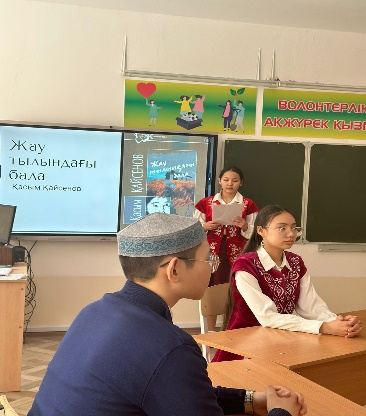 Жау
тылындағы
бала
Қасым Қайсенов
Қасым ҚАЙСЕНОВ
ЖАУ
ТЫЛЫНДАҒЫ
БАЛА
ВОЛОНТЕРЛІК
АҚЖҮРЕК ҚЫЗ